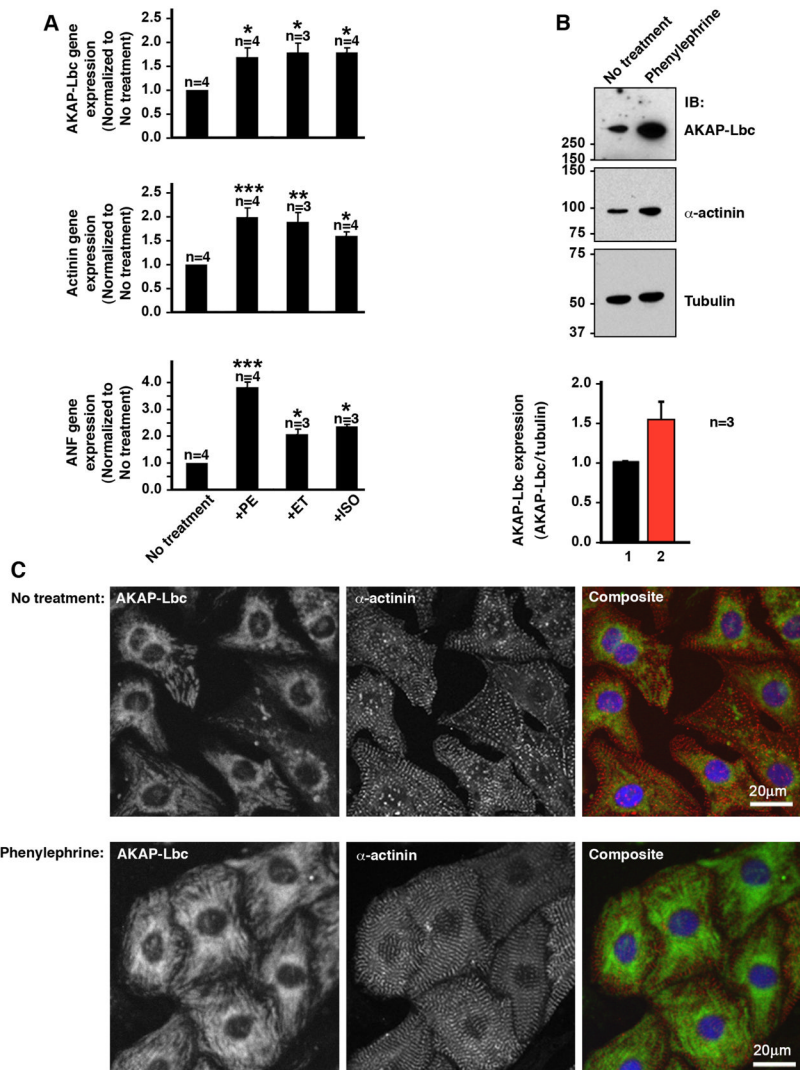 A
AKAP-Lbc gene
expression
(Normalized to
No treatment)
2.5
2.0
1.5
1.0
0.5
0.0
n=4
*
n=4
*
n=3
*
n=4
Actinin gene
expression
(Normalized to
No treatment)
2.5
2.0
1.5
1.0
0.5
0.0
n=4
***
n=4
**
n=3
*
n=4
ANF gene
expression
(Normalized to
No treatment)
4.0
3.0
2.0
1.0
0.0
n=4
***
n=4
*
n=3
*
n=3
No treatment
+PE
+ET
+ISO
B
No treatment
Phenylephrine
IB:
AKAP-Lbc
250
150
150
100
75
α-actinin
75
50
37
Tubulin
AKAP-Lbc expression
(AKAP-Lbc/tubulin)
2.0
1.5
1.0
0.5
0.0
n=3
1 2
C
No treatment: AKAP-Lbc α-actinin Composite
20μm
Phenylephrine: AKAP-Lbc α-actinin Composite
20μm